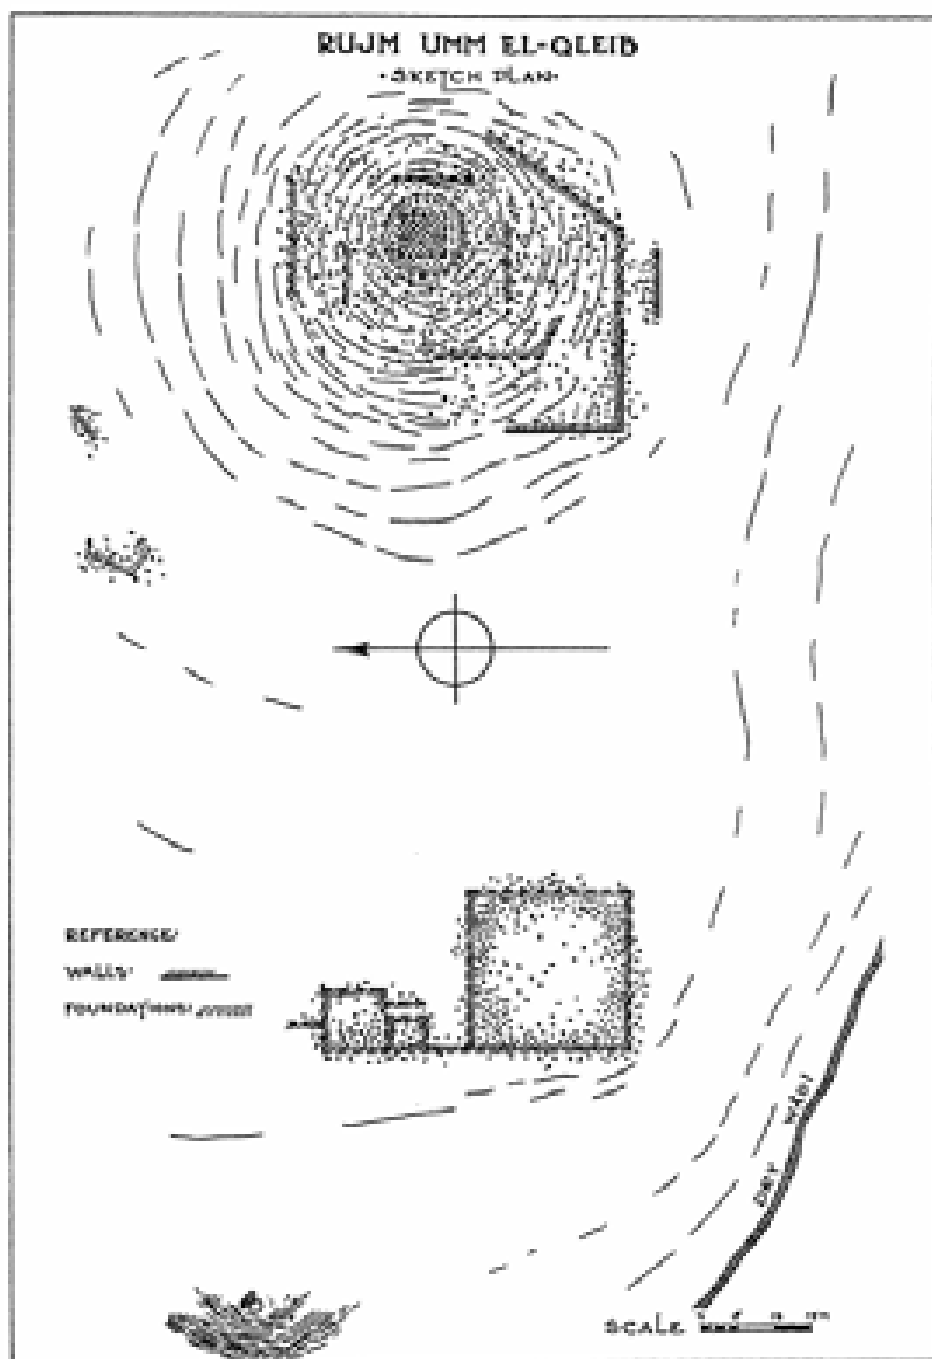 RUJM UMM EL-QLEIB
·SKETCH PLAN·
REFERENCE:
WALLS:
FOUNDATIONS:
DRY WADI
SCALE